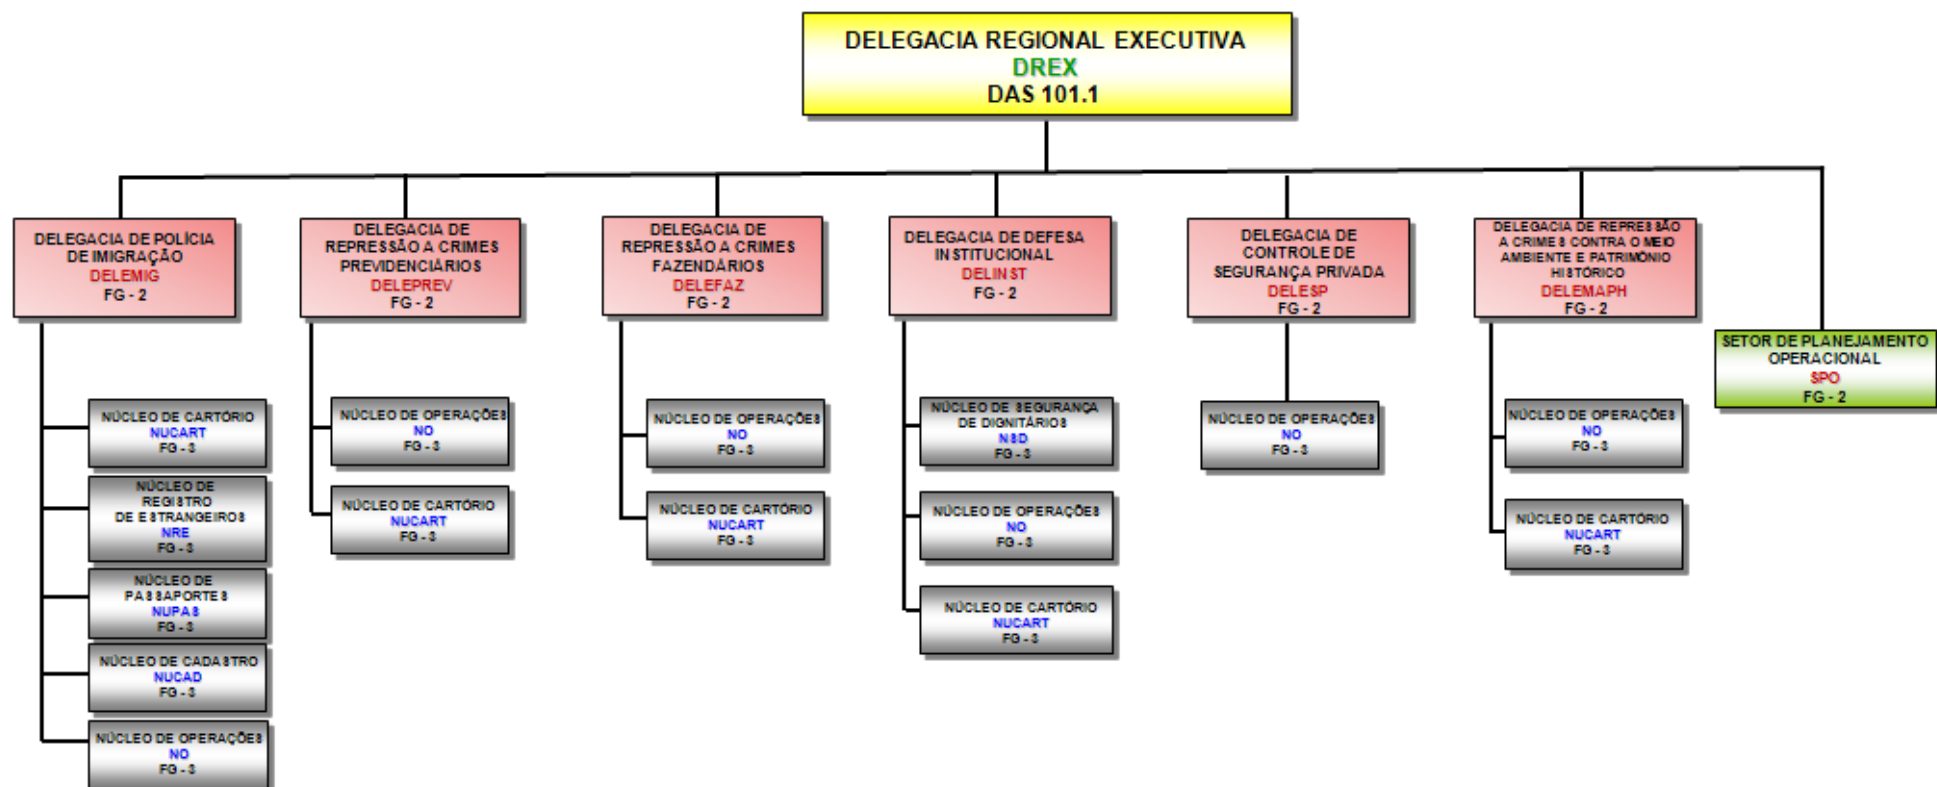 DELEGACIA REGIONAL EXECUTIVA
DREX
DAS 101.1
DELEGACIA DE POLÍCIA
DE IMIGRAÇÃO
DELEMIG
FG - 2
DELEGACIA DE
REPRESSÃO A CRIMES
PREVIDENCIÁRIOS
DELEPREV
FG - 2
DELEGACIA DE
REPRESSÃO A CRIMES
FAZENDÁRIOS
DELEFAZ
FG - 2
DELEGACIA DE DEFESA
INSTITUCIONAL
DELINST
FG - 2
DELEGACIA DE
CONTROLE DE
SEGURANÇA PRIVADA
DELESP
FG - 2
DELEGACIA DE REPRESSÃO
A CRIMES CONTRA O MEIO
AMBIENTE E PATRIMÔNIO
HISTÓRICO
DELEMAPH
FG - 2
SETOR DE PLANEJAMENTO
OPERACIONAL
SPO
FG - 2
NÚCLEO DE CARTÓRIO
NUCART
FG - 3
NÚCLEO DE
REGISTRO
DE ESTRANGEIROS
NRE
FG - 3
NÚCLEO DE
PASSAPORTES
NUPAS
FG - 3
NÚCLEO DE CADASTRO
NUCAD
FG - 3
NÚCLEO DE OPERAÇÕES
NO
FG - 3
NÚCLEO DE OPERAÇÕES
NO
FG - 3
NÚCLEO DE CARTÓRIO
NUCART
FG - 3
NÚCLEO DE OPERAÇÕES
NO
FG - 3
NÚCLEO DE CARTÓRIO
NUCART
FG - 3
NÚCLEO DE SEGURANÇA
DE DIGNITÁRIOS
NSD
FG - 3
NÚCLEO DE OPERAÇÕES
NO
FG - 3
NÚCLEO DE CARTÓRIO
NUCART
FG - 3
NÚCLEO DE OPERAÇÕES
NO
FG - 3
NÚCLEO DE OPERAÇÕES
NO
FG - 3
NÚCLEO DE CARTÓRIO
NUCART
FG - 3